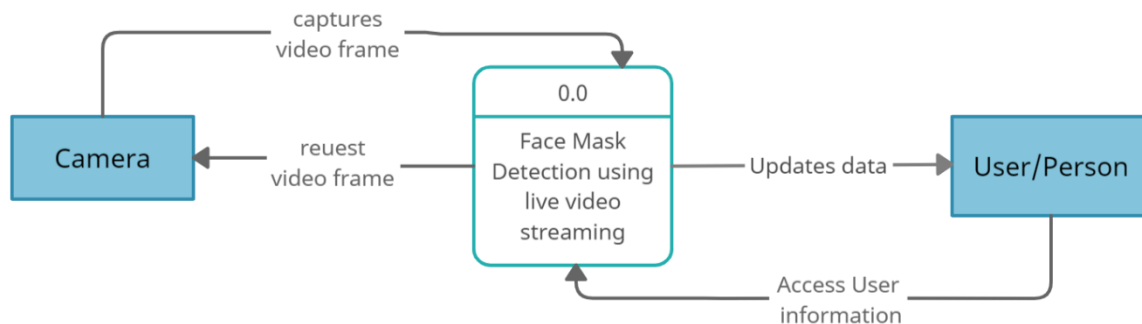 captures
video frame
0.0
Camera
reuest
video frame
Face Mask
Detection using
live video
streaming
Updates data
User/Person
Access User
information